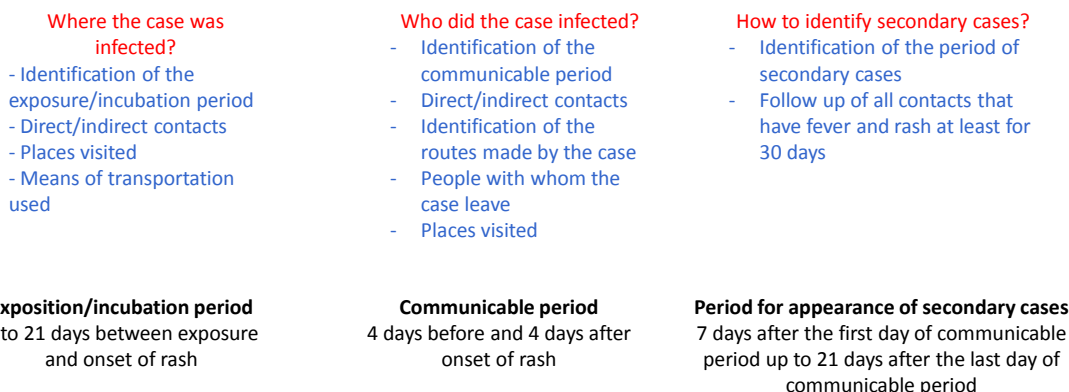 Where the case was
infected?
- Identification of the
exposure/incubation period
- Direct/indirect contacts
- Places visited
- Means of transportation
used
Who did the case infected?
- Identification of the
communicable period
- Direct/indirect contacts
- Identification of the
routes made by the case
- People with whom the
case leave
- Places visited
How to identify secondary cases?
- Identification of the period of
secondary cases
- Follow up of all contacts that
have fever and rash at least for
30 days
xposition/incubation period
to 21 days between exposure
and onset of rash
Communicable period
4 days before and 4 days after
onset of rash
Period for appearance of secondary cases
7 days after the first day of communicable
period up to 21 days after the last day of
communicable period